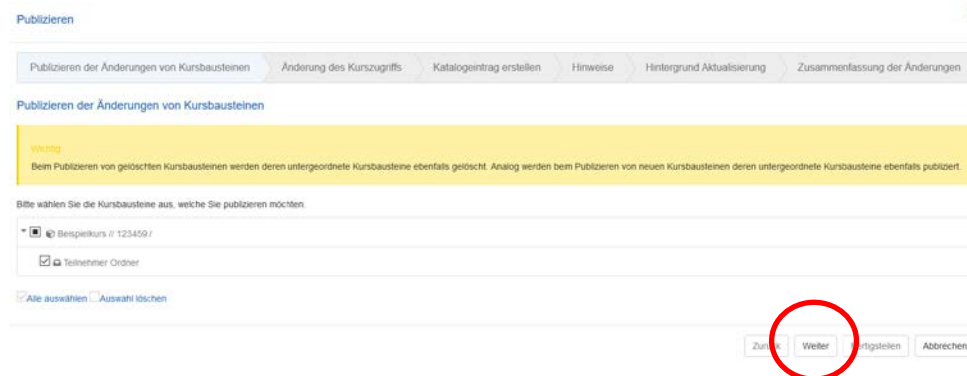 Publizieren
Publizieren der Änderungen von Kursbausteinen Änderung des Kurszugriffs Katalogeintrag erstellen Hinweise Hintergrund Aktualisierung Zusammenfassung der Änderungen
Publizieren der Änderungen von Kursbausteinen
Wichtig
Beim Publizieren von gelöschten Kursbausteinen werden deren untergeordnete Kursbausteine ebenfalls gelöscht. Analog werden beim Publizieren von neuen Kursbausteinen deren untergeordnete Kursbausteine ebenfalls publiziert.
Bitte wählen Sie die Kursbausteine aus, welche Sie publizieren möchten.
Beispielkurs // 123459 /
Teilnehmer Ordner
Alle auswählen Auswahl löschen
Zurück Weiter Fertigstellen Abbrechen